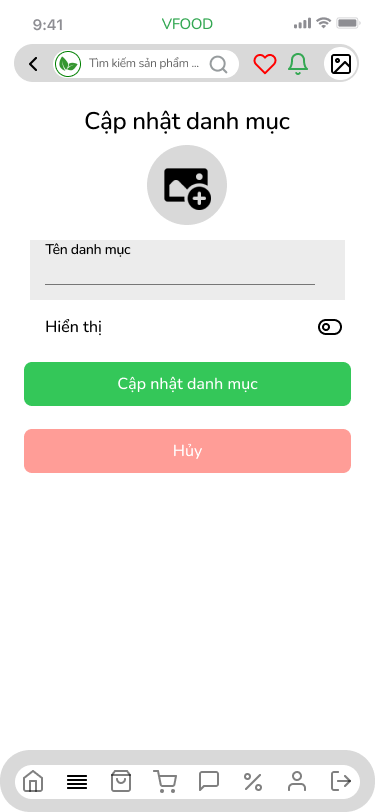 9:41
VFOOD
Tìm kiếm sản phẩm ...
Cập nhật danh mục
Tên danh mục
Hiển thị
Cập nhật danh mục
Hủy